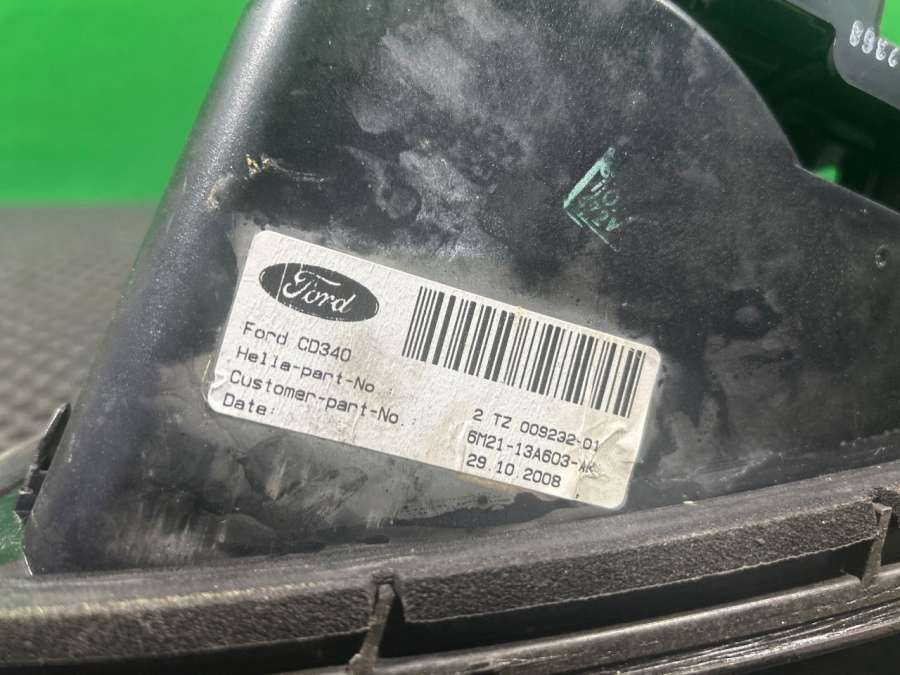 Ford
Ford CD340
Hella-part-No.: 2 TZ 009232-01
Customer-part-No.: 6M21-13A603-AK
Date: 29.10.2008